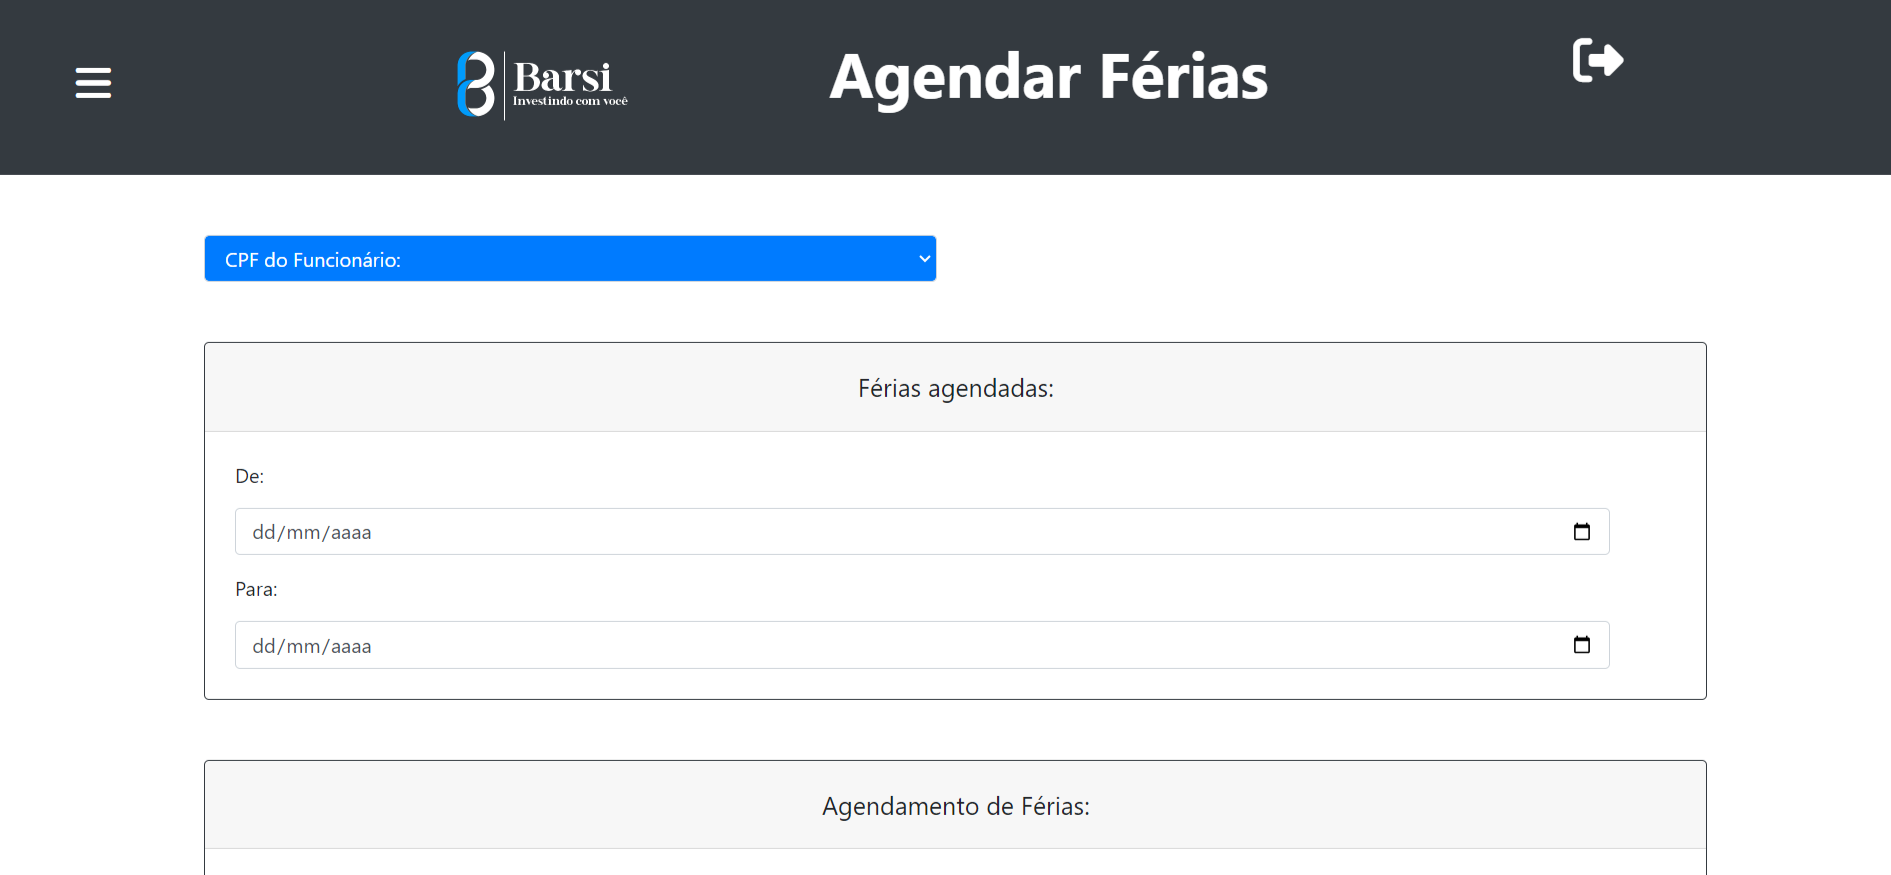 Barsi
Investindo com você
Agendar Férias
CPF do Funcionário:
Férias agendadas:
De:
dd/mm/aaaa
Para:
dd/mm/aaaa
Agendamento de Férias: